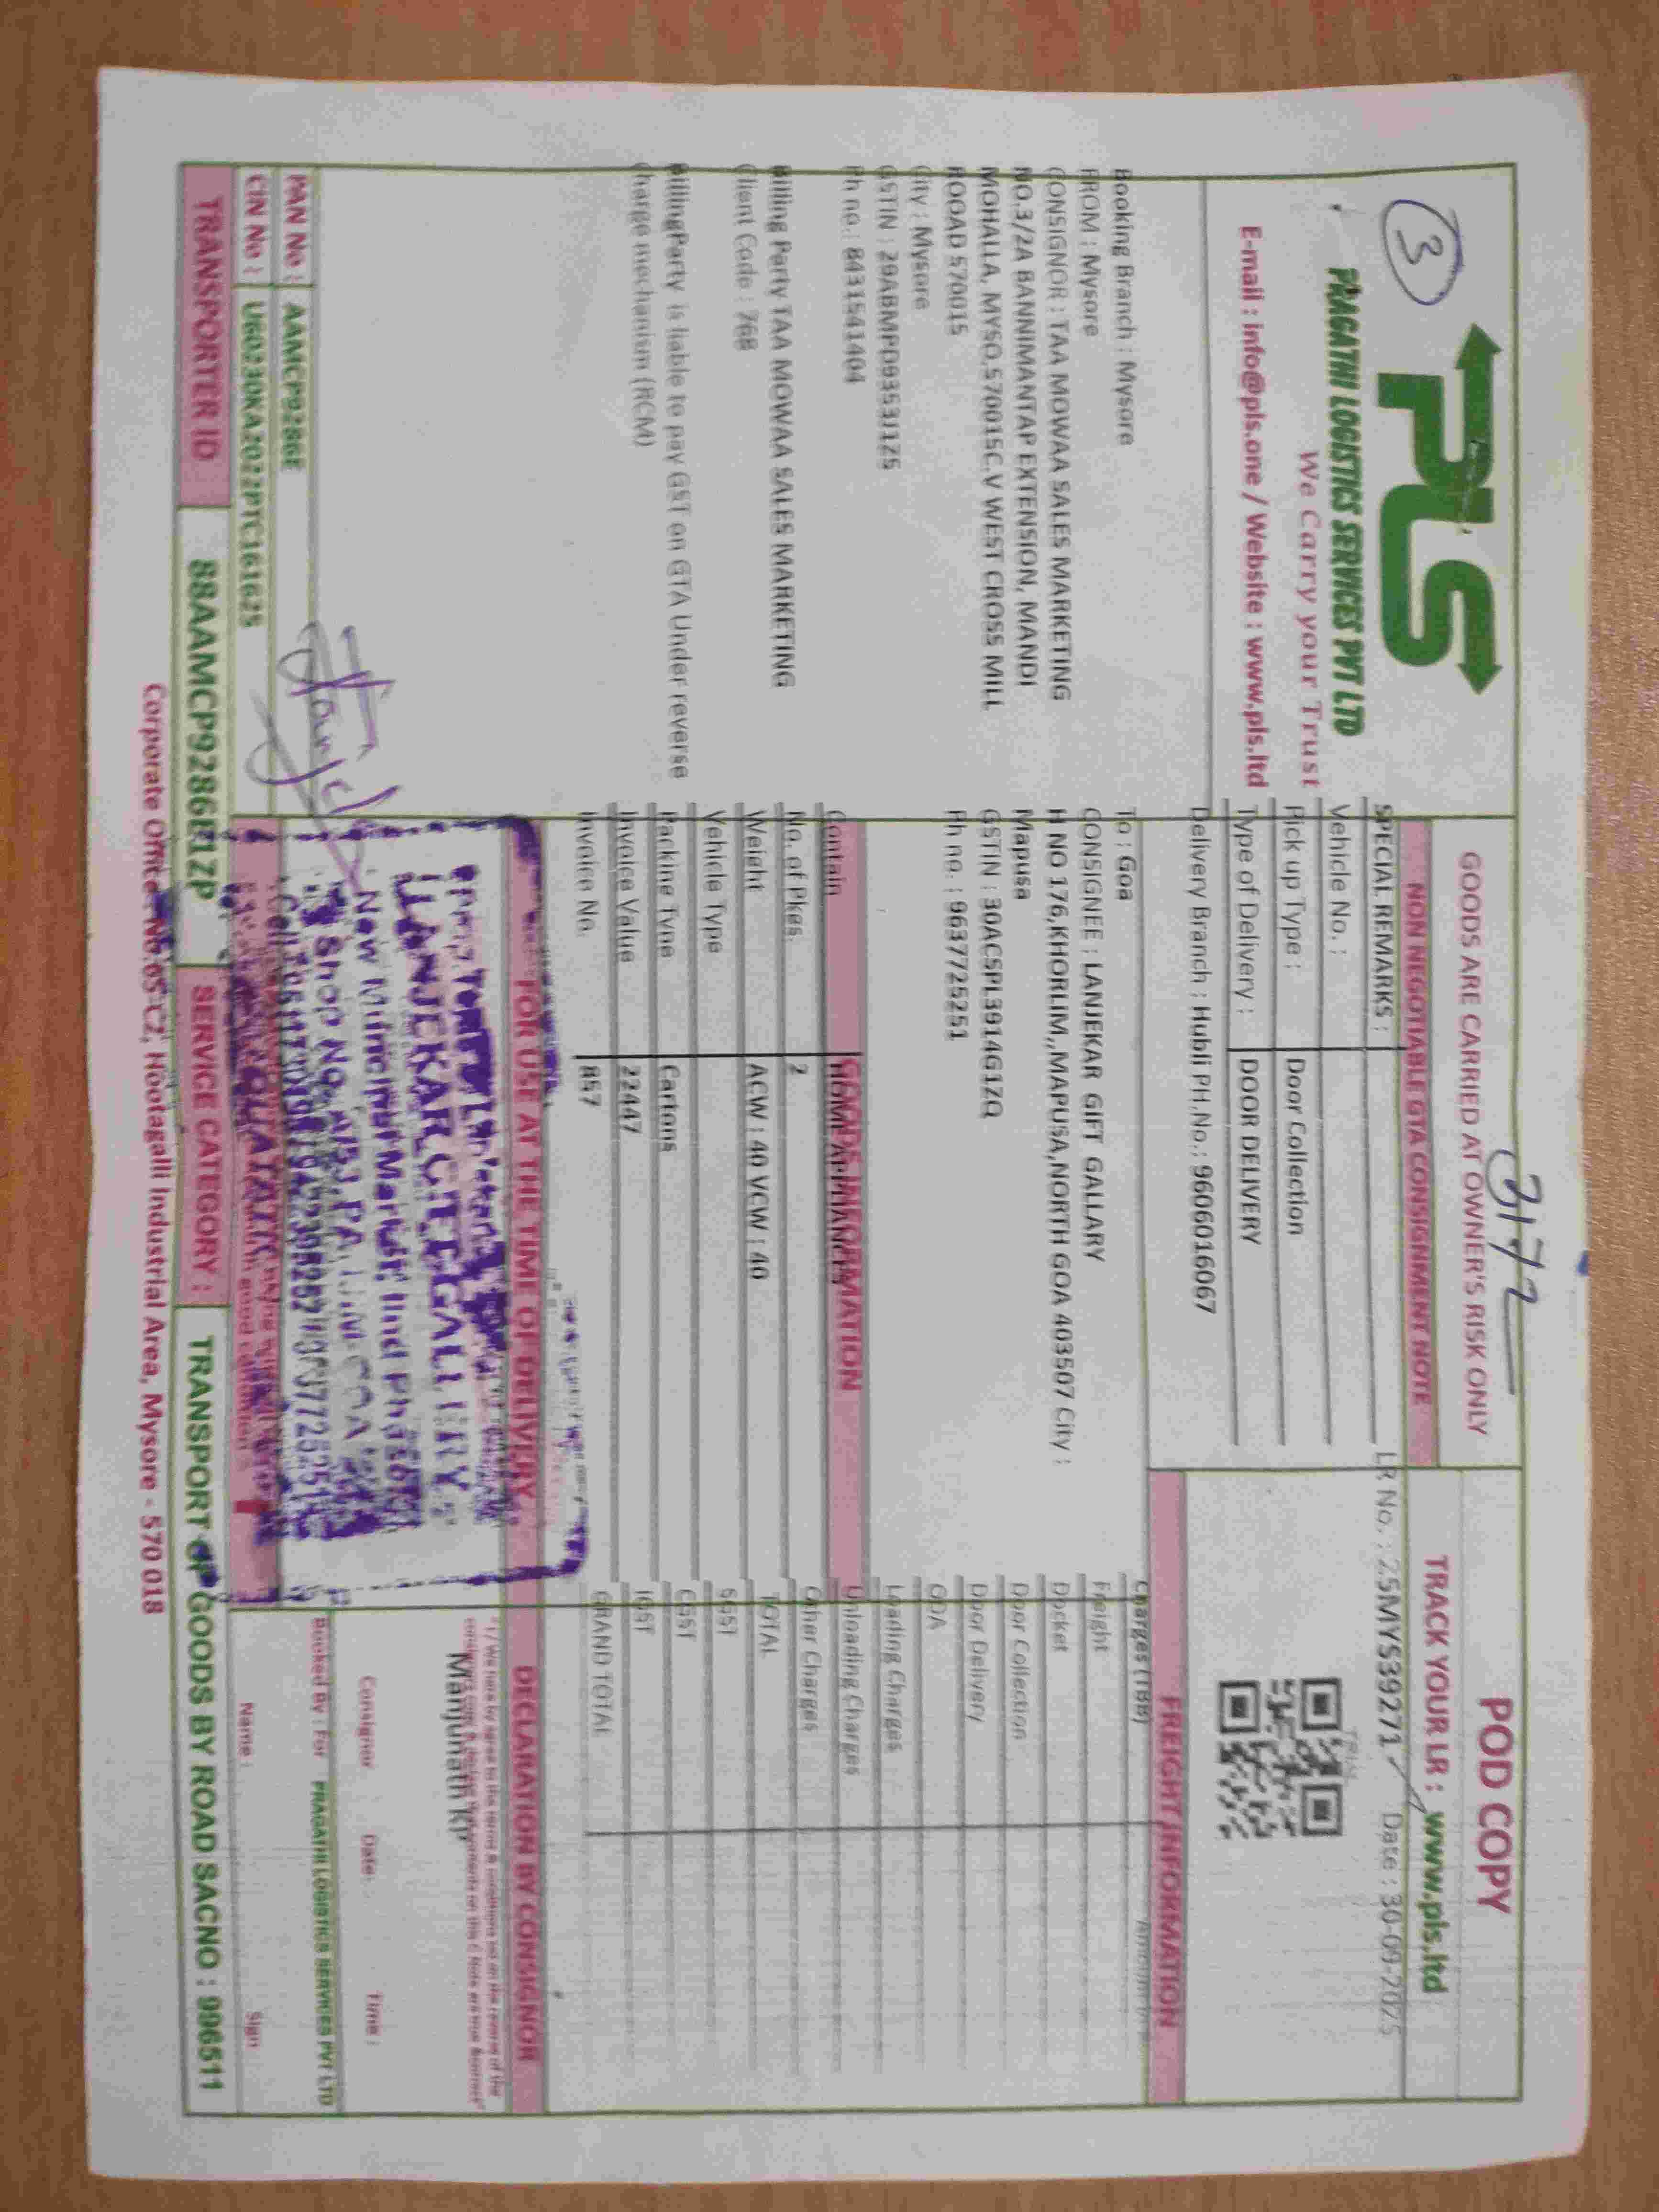 3
PLS
PRAGATHI LOGISTICS SERVICES PVT LTD
We Carry your Trust
E-mail : info@pls.one / Website : www.pls.ltd
3172
GOODS ARE CARRIED AT OWNER'S RISK ONLY
NON NEGOTIABLE GTA CONSIGNMENT NOTE
SPECIAL REMARKS :
Vehicle No. :
Pick up Type : Door Collection
Type of Delivery : DOOR DELIVERY
Delivery Branch : Hubli PH.No.: 9606016067
POD COPY
TRACK YOUR LR : www.pls.ltd
LR No. : 25MYS39271 Date : 30-09-2025
Booking Branch : Mysore
FROM : Mysore
CONSIGNOR : TAA MOWAA SALES MARKETING
NO.3/2A BANNIMANTAP EXTENSION, MANDI
MOHALLA, MYSO,570015C.V WEST CROSS MILL
ROOAD 570015
City : Mysore
GSTIN : 29ABMPD9353J1Z5
Ph no.: 8431541404
Billing Party TAA MOWAA SALES MARKETING
Client Code : 768
BillingParty is liable to pay GST on GTA Under reverse
charge mechanism (RCM)
To : Goa
CONSIGNEE : LANJEKAR GIFT GALLARY
H NO 176,KHORLIM,,MAPUSA,NORTH GOA 403507 City :
Mapusa
GSTIN : 30ACSPL3914G1ZQ
Ph no. : 9637725251
GOODS INFORMATION
Contain HOME APPLIANCES
No. of Pkgs. 2
Weight ACW : 40 VCW : 40
Vehicle Type
Packing Type Cartons
Invoice Value 22447
Invoice No. 857
FREIGHT INFORMATION
Charges (TBB) Amount
Freight
Docket
Door Collection
Door Delivery
ODA
Loading Charges
Unloading Charges
Other Charges
TOTAL
SGST
CGST
IGST
GRAND TOTAL
FOR USE AT THE TIME OF DELIVERY
LANJEKAR GIFT GALLERY
New Municipal Market, IInd Phase
Shop No.
DECLARATION BY CONSIGNOR
Manjunath KP
Consignor Date : Time :
Booked By : For PRAGATHI LOGISTICS SERVICES PVT LTD
Name : Sign
PAN No : AAMCP9286E
CIN No : U60230KA2022PTC161625
TRANSPORTER ID 88AAMCP9286E1ZP SERVICE CATEGORY : TRANSPORT OF GOODS BY ROAD SACNO : 996511
Corporate Office: No.65-C2, Hootagalli Industrial Area, Mysore - 570 018